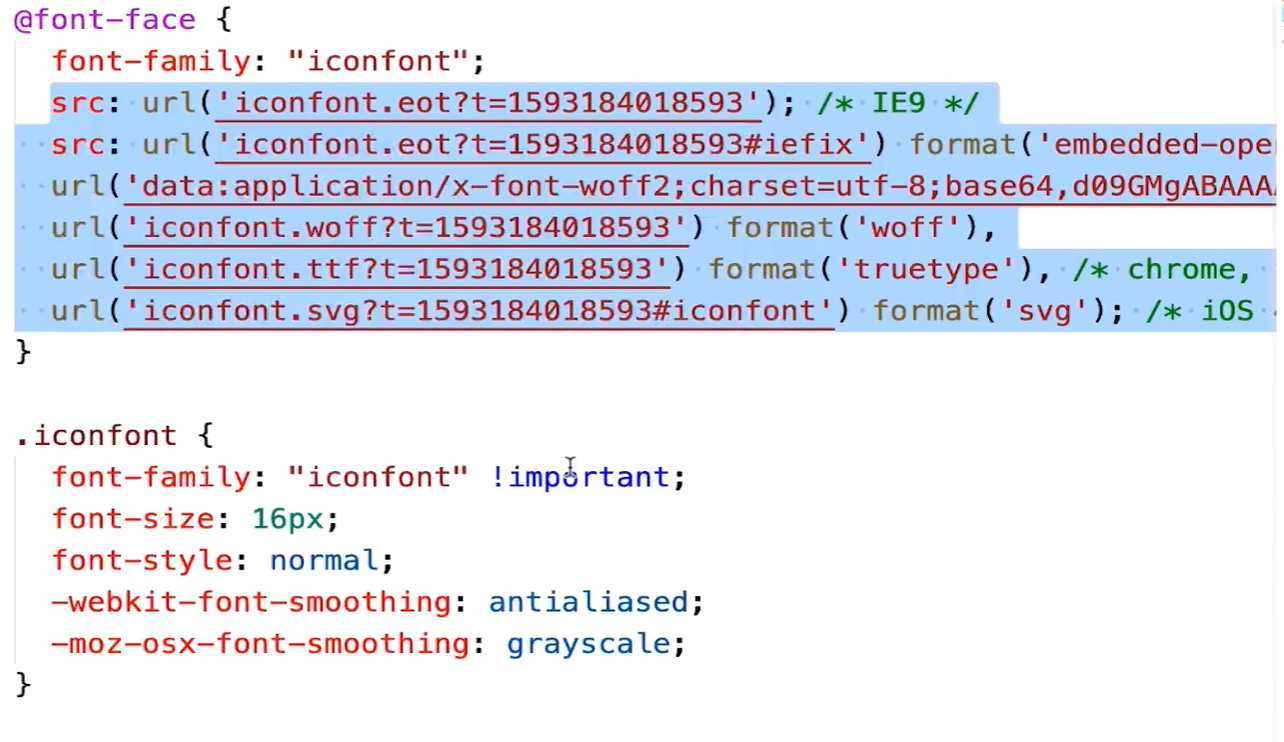 @font-face {
font-family: "iconfont";
src: url('iconfont.eot?t=1593184018593'); /* IE9 */
src: url('iconfont.eot?t=1593184018593#iefix') format('embedded-ope
url('data:application/x-font-woff2;charset=utf-8;base64,d09GMgABAAA
url('iconfont.woff?t=1593184018593') format('woff'),
url('iconfont.ttf?t=1593184018593') format('truetype'), /* chrome,
url('iconfont.svg?t=1593184018593#iconfont') format('svg'); /* iOS
}
.iconfont {
font-family: "iconfont" !important;
font-size: 16px;
font-style: normal;
-webkit-font-smoothing: antialiased;
-moz-osx-font-smoothing: grayscale;
}